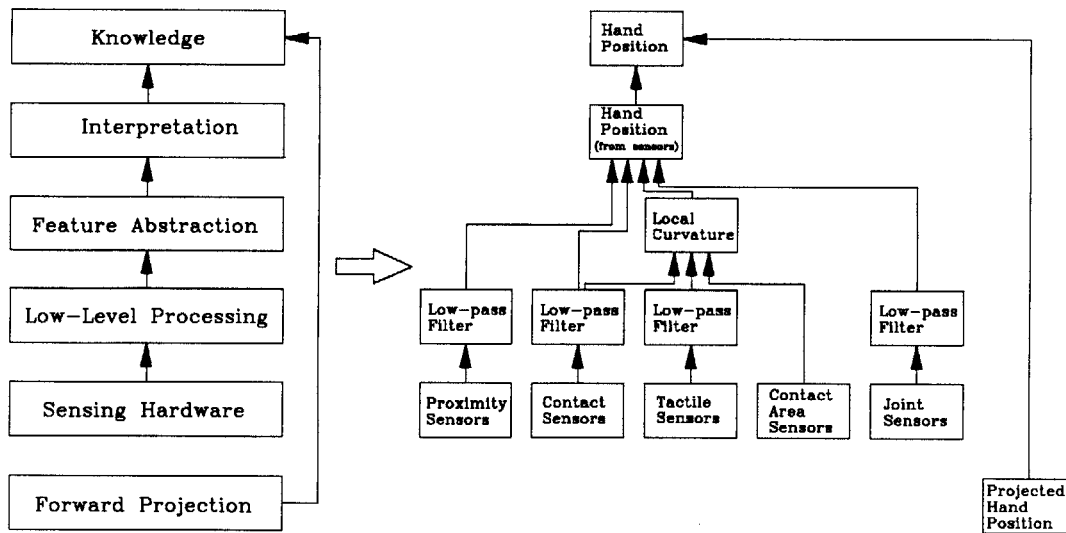 Knowledge
Interpretation
Feature Abstraction
Low-Level Processing
Sensing Hardware
Forward Projection
Hand
Position
Hand
Position
(from sensors)
Local
Curvature
Low-pass
Filter
Low-pass
Filter
Low-pass
Filter
Low-pass
Filter
Proximity
Sensors
Contact
Sensors
Tactile
Sensors
Contact
Area
Sensors
Joint
Sensors
Projected
Hand
Position